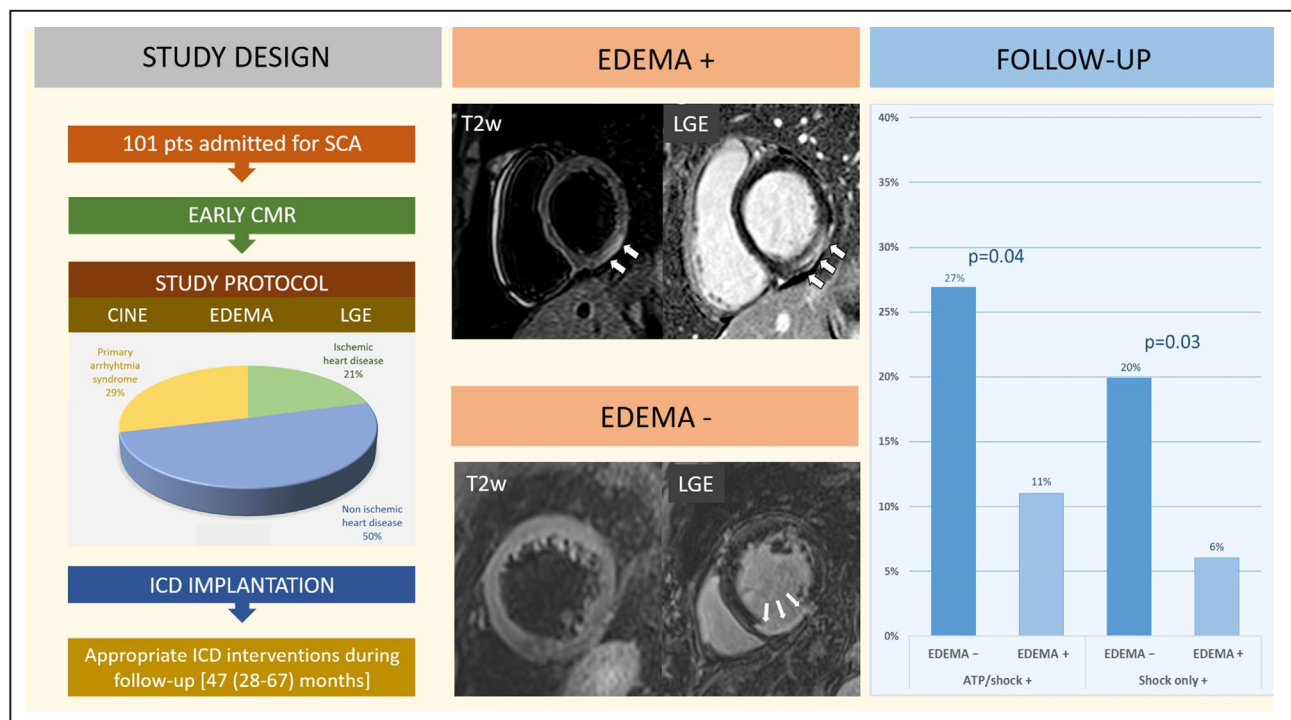 STUDY DESIGN
101 pts admitted for SCA
EARLY CMR
STUDY PROTOCOL
CINE EDEMA LGE
Primary
arrhyhtmia
syndrome
29%
Ischemic
heart disease
21%
Non ischemic
heart disease
50%
ICD IMPLANTATION
Appropriate ICD interventions during
follow-up [47 (28-67) months]
EDEMA +
T2w
LGE
EDEMA -
T2w
LGE
FOLLOW-UP
40%
35%
30%
25%
20%
15%
10%
5%
0%
p=0.04
27%
11%
p=0.03
20%
6%
EDEMA – EDEMA + EDEMA – EDEMA +
ATP/shock + Shock only +